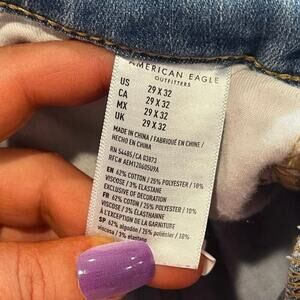 AMERICAN EAGLE
OUTFITTERS
US 29 X 32
CA 29 X 32
MX 29 X 32
UK 29 X 32
MADE IN CHINA / FABRIQUÉ EN CHINE /
HECHO EN CHINA
RN 54485/CA 03873
RFC# AEM1206056U9A
EN 62% COTTON / 25% POLYESTER / 10%
VISCOSE / 3% ELASTANE
EXCLUSIVE OF DECORATION
FR 62% COTON / 25% POLYESTER / 10%
VISCOSE / 3% ÉLASTHANNE
À L'EXCEPTION DE LA GARNITURE
SP 62% algodón / 25% poliéster / 10%
viscosa / 3% elastano